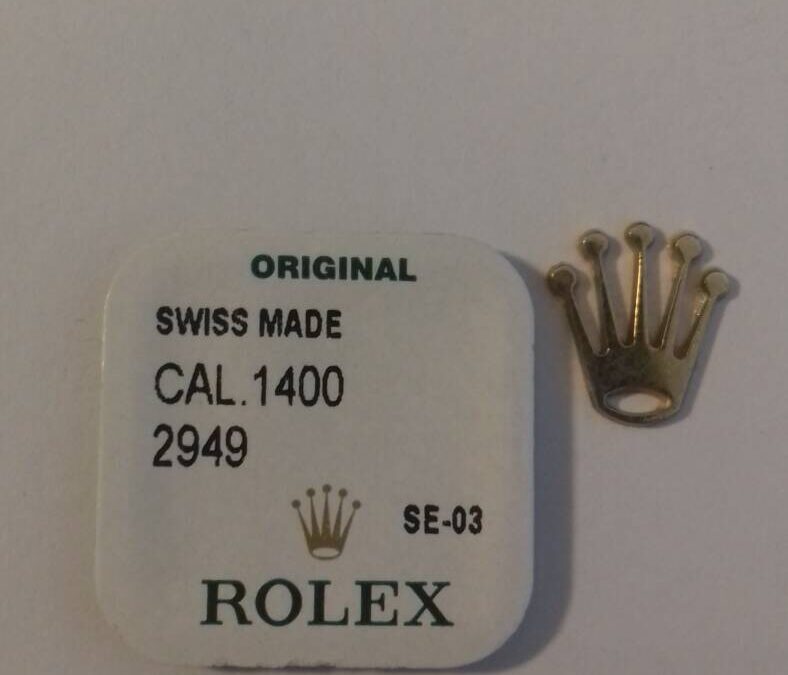 ORIGINAL
SWISS MADE
CAL.1400
2949
SE-03
ROLEX